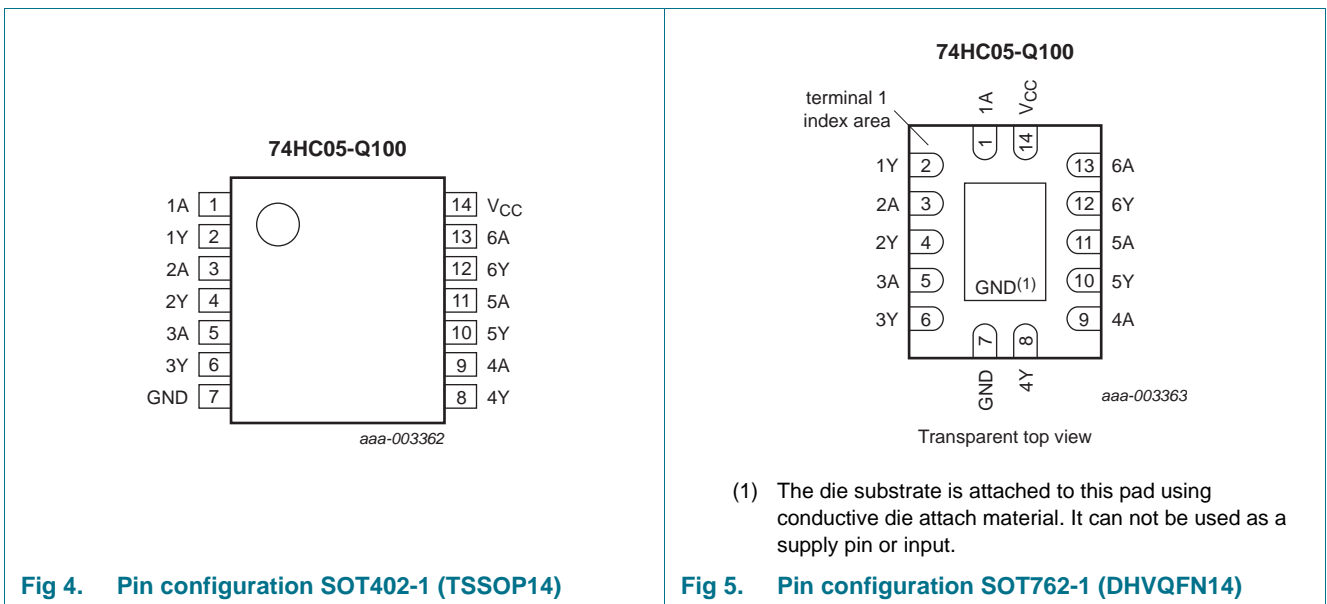 74HC05-Q100
1A 1 14 VCC
1Y 2 13 6A
2A 3 12 6Y
2Y 4 11 5A
3A 5 10 5Y
3Y 6 9 4A
GND 7 8 4Y
aaa-003362
Fig 4. Pin configuration SOT402-1 (TSSOP14)
74HC05-Q100
terminal 1
index area
1A VCC
1 14
1Y 2 13 6A
2A 3 12 6Y
2Y 4 11 5A
3A 5 10 5Y
GND(1)
3Y 6 9 4A
7 8
GND 4Y
aaa-003363
Transparent top view
(1) The die substrate is attached to this pad using
conductive die attach material. It can not be used as a
supply pin or input.
Fig 5. Pin configuration SOT762-1 (DHVQFN14)